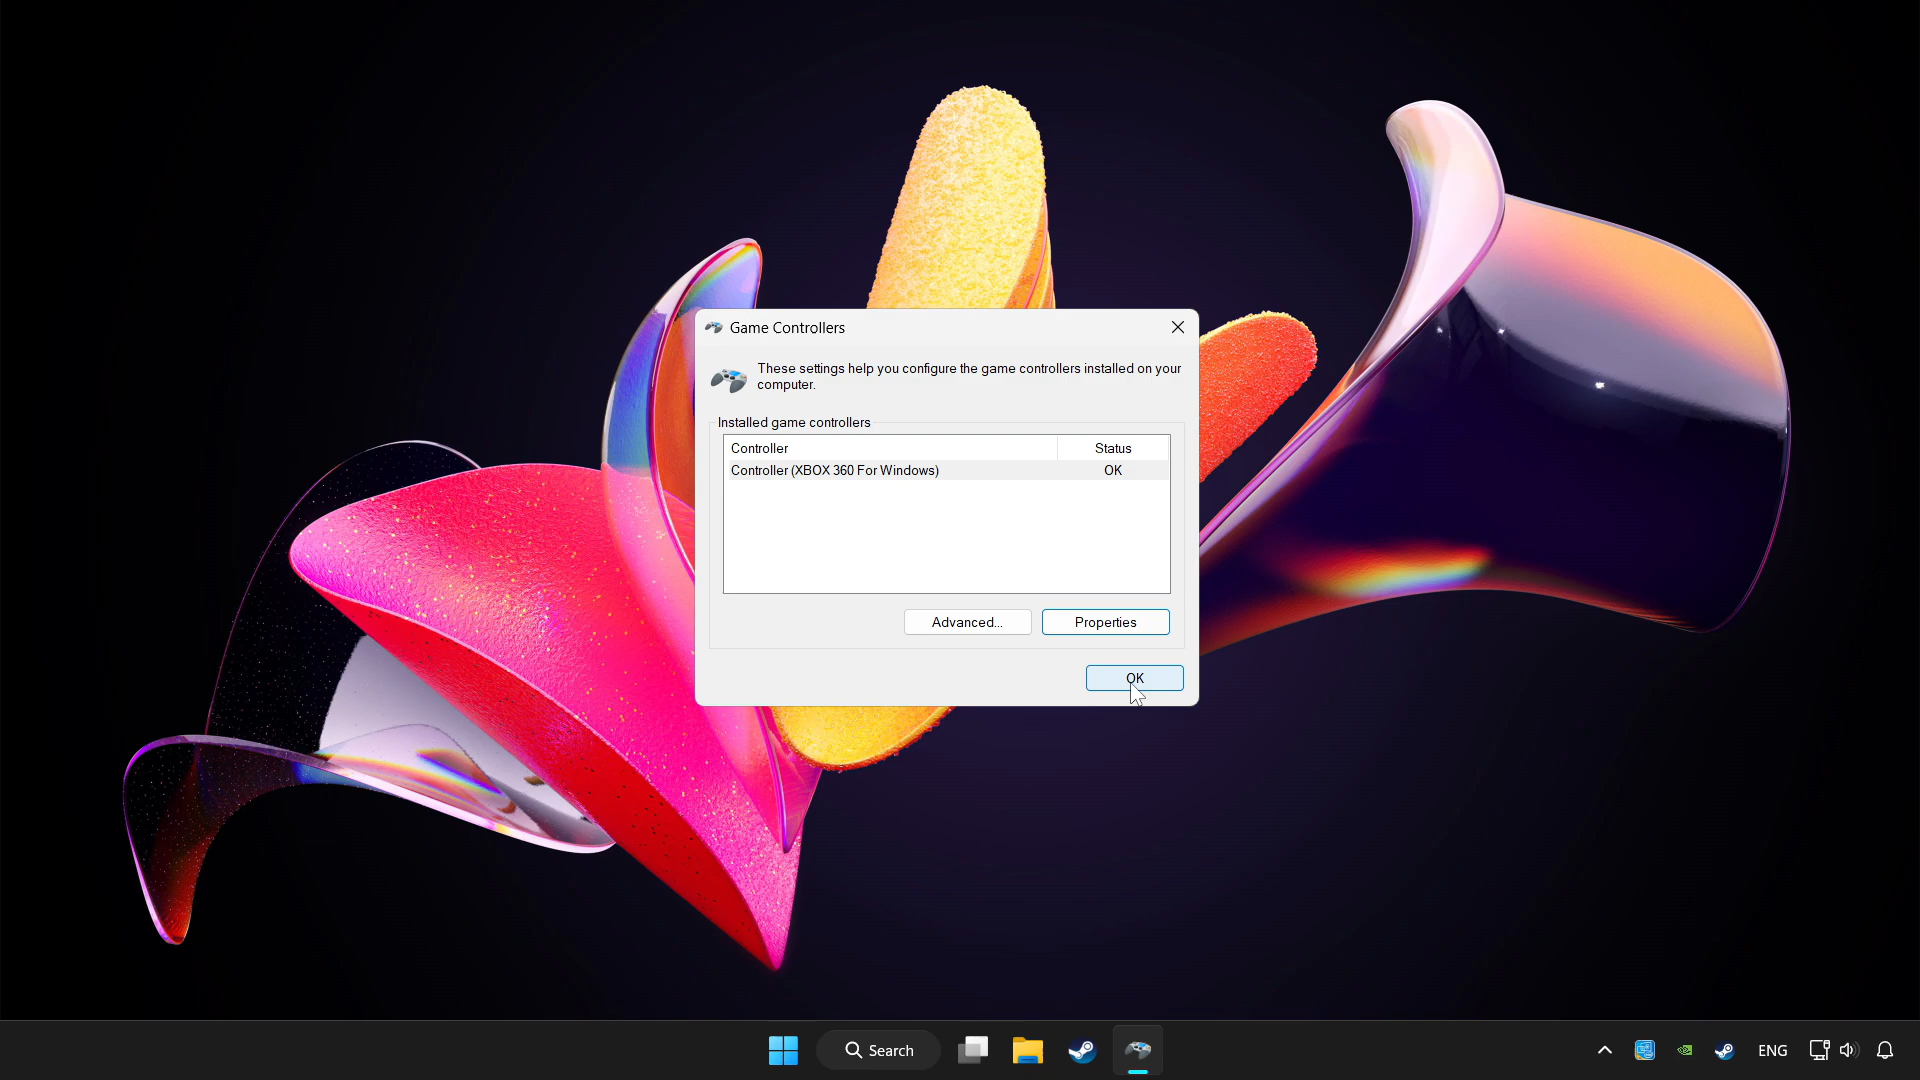 Game Controllers
These settings help you configure the game controllers installed on your
computer.
Installed game controllers
Controller Status
Controller (XBOX 360 For Windows) OK
Advanced... Properties
OK
Search
ENG